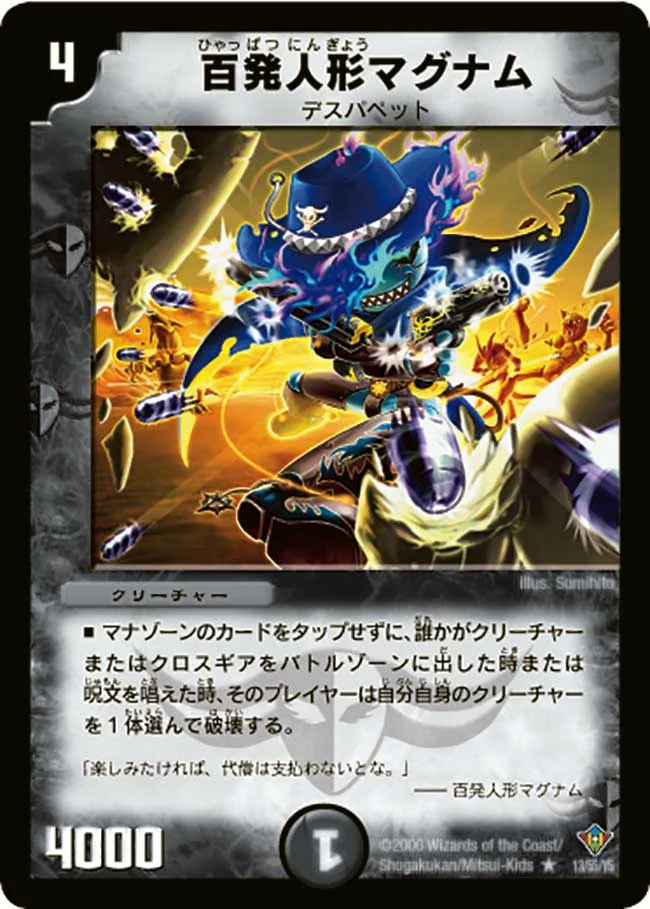 4
ひゃっぱつにんぎょう
百発人形マグナム
デスパペット
illus. Sumihito
クリーチャー
■ マナゾーンのカードをタップせずに、誰かがクリーチャー
またはクロスギアをバトルゾーンに出した時または
呪文を唱えた時、そのプレイヤーは自分自身のクリーチャー
を1体選んで破壊する。
「楽しみたければ、代償は支払わないとな。」
—— 百発人形マグナム
4000
1
©2006 Wizards of the Coast/
Shogakukan/Mitsui-Kids ★ 13/55/Y5